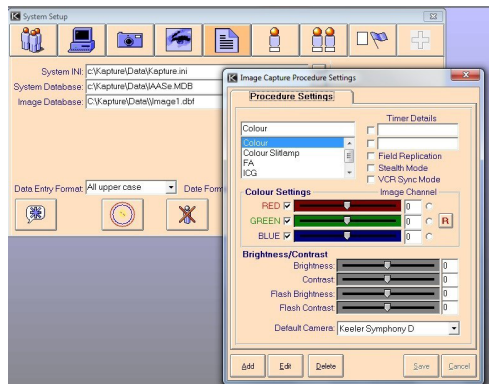 System Setup
System INI: c:\Kapture\Data\Kapture.ini
System Database: c:\Kapture\Data\IAASe.MDB
Image Database: C:\Kapture\Data\\Image1.dbf
Data Entry Format: All upper case
Date Form
Image Capture Procedure Settings
Procedure Settings
Timer Details
Colour
Colour
Colour Slitlamp
FA
ICG
Field Replication
Stealth Mode
VCR Sync Mode
Colour Settings
Image Channel
RED 0
GREEN 0 R
BLUE 0
Brightness/Contrast
Brightness: 0
Contrast: 0
Flash Brightness: 0
Flash Contrast: 0
Default Camera: Keeler Symphony D
Add Edit Delete Save Cancel